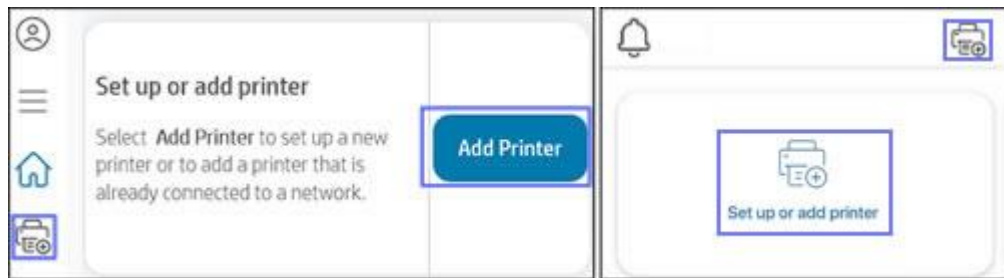 Set up or add printer
Select Add Printer to set up a new
printer or to add a printer that is
already connected to a network.
Add Printer
Set up or add printer